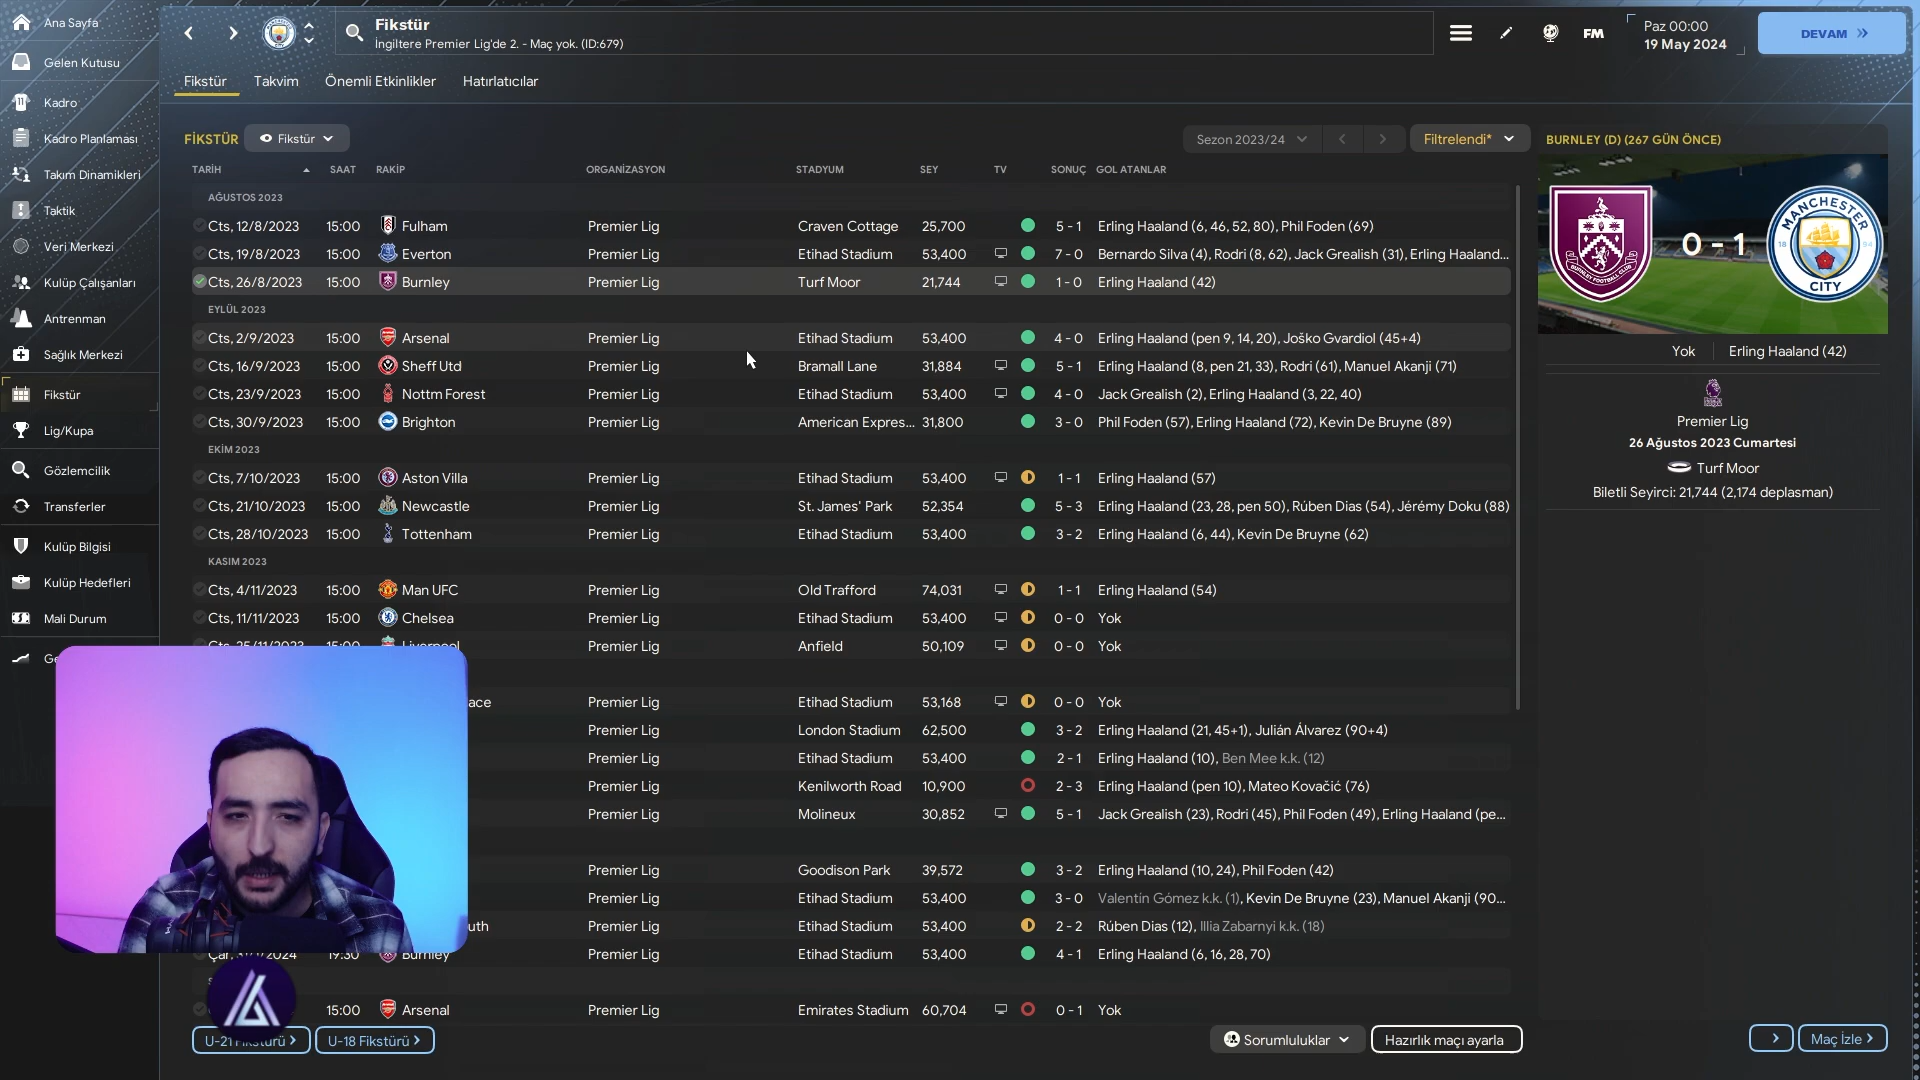 Ana Sayfa
Gelen Kutusu
Kadro
Kadro Planlaması
Takım Dinamikleri
Taktik
Veri Merkezi
Kulüp Çalışanları
Antrenman
Sağlık Merkezi
Fikstür
Lig/Kupa
Gözlemcilik
Transferler
Kulüp Bilgisi
Kulüp Hedefleri
Mali Durum
Fikstür
İngiltere Premier Lig'de 2. - Maç yok. (ID:679)
FM
Paz 00:00
19 May 2024
DEVAM
Fikstür Takvim Önemli Etkinlikler Hatırlatıcılar
FİKSTÜR Fikstür Sezon 2023/24 Filtrelendi*
TARİH SAAT RAKİP ORGANİZASYON STADYUM SEY TV SONUÇ GOL ATANLAR
AĞUSTOS 2023
Cts, 12/8/2023 15:00 Fulham Premier Lig Craven Cottage 25,700 5 - 1 Erling Haaland (6, 46, 52, 80), Phil Foden (69)
Cts, 19/8/2023 15:00 Everton Premier Lig Etihad Stadium 53,400 7 - 0 Bernardo Silva (4), Rodri (8, 62), Jack Grealish (31), Erling Haaland...
Cts, 26/8/2023 15:00 Burnley Premier Lig Turf Moor 21,744 1 - 0 Erling Haaland (42)
EYLÜL 2023
Cts, 2/9/2023 15:00 Arsenal Premier Lig Etihad Stadium 53,400 4 - 0 Erling Haaland (pen 9, 14, 20), Joško Gvardiol (45+4)
Cts, 16/9/2023 15:00 Sheff Utd Premier Lig Bramall Lane 31,884 5 - 1 Erling Haaland (8, pen 21, 33), Rodri (61), Manuel Akanji (71)
Cts, 23/9/2023 15:00 Nottm Forest Premier Lig Etihad Stadium 53,400 4 - 0 Jack Grealish (2), Erling Haaland (3, 22, 40)
Cts, 30/9/2023 15:00 Brighton Premier Lig American Expres... 31,800 3 - 0 Phil Foden (57), Erling Haaland (72), Kevin De Bruyne (89)
EKİM 2023
Cts, 7/10/2023 15:00 Aston Villa Premier Lig Etihad Stadium 53,400 1 - 1 Erling Haaland (57)
Cts, 21/10/2023 15:00 Newcastle Premier Lig St. James' Park 52,354 5 - 3 Erling Haaland (23, 28, pen 50), Rúben Dias (54), Jérémy Doku (88)
Cts, 28/10/2023 15:00 Tottenham Premier Lig Etihad Stadium 53,400 3 - 2 Erling Haaland (6, 44), Kevin De Bruyne (62)
KASIM 2023
Cts, 4/11/2023 15:00 Man UFC Premier Lig Old Trafford 74,031 1 - 1 Erling Haaland (54)
Cts, 11/11/2023 15:00 Chelsea Premier Lig Etihad Stadium 53,400 0 - 0 Yok
Cts, 25/11/2023 15:00 Liverpool Premier Lig Anfield 50,109 0 - 0 Yok
ace Premier Lig Etihad Stadium 53,168 0 - 0 Yok
Premier Lig London Stadium 62,500 3 - 2 Erling Haaland (21, 45+1), Julián Álvarez (90+4)
Premier Lig Etihad Stadium 53,400 2 - 1 Erling Haaland (10), Ben Mee k.k. (12)
Premier Lig Kenilworth Road 10,900 2 - 3 Erling Haaland (pen 10), Mateo Kovačić (76)
Premier Lig Molineux 30,852 5 - 1 Jack Grealish (23), Rodri (45), Phil Foden (49), Erling Haaland (pe...
Premier Lig Goodison Park 39,572 3 - 2 Erling Haaland (10, 24), Phil Foden (42)
Premier Lig Etihad Stadium 53,400 3 - 0 Valentín Gómez k.k. (1), Kevin De Bruyne (23), Manuel Akanji (90...
uth Premier Lig Etihad Stadium 53,400 2 - 2 Rúben Dias (12), Illia Zabarnyi k.k. (18)
19:30 Burnley Premier Lig Etihad Stadium 53,400 4 - 1 Erling Haaland (6, 16, 28, 70)
15:00 Arsenal Premier Lig Emirates Stadium 60,704 0 - 1 Yok
U-21 Fikstürü U-18 Fikstürü Sorumluluklar Hazırlık maçı ayarla
BURNLEY (D) (267 GÜN ÖNCE)
BURNLEY FOOTBALL CLUB
0 - 1
MANCHESTER
18 94
CITY
Yok Erling Haaland (42)
Premier Lig
26 Ağustos 2023 Cumartesi
Turf Moor
Biletli Seyirci: 21,744 (2,174 deplasman)
Maç İzle